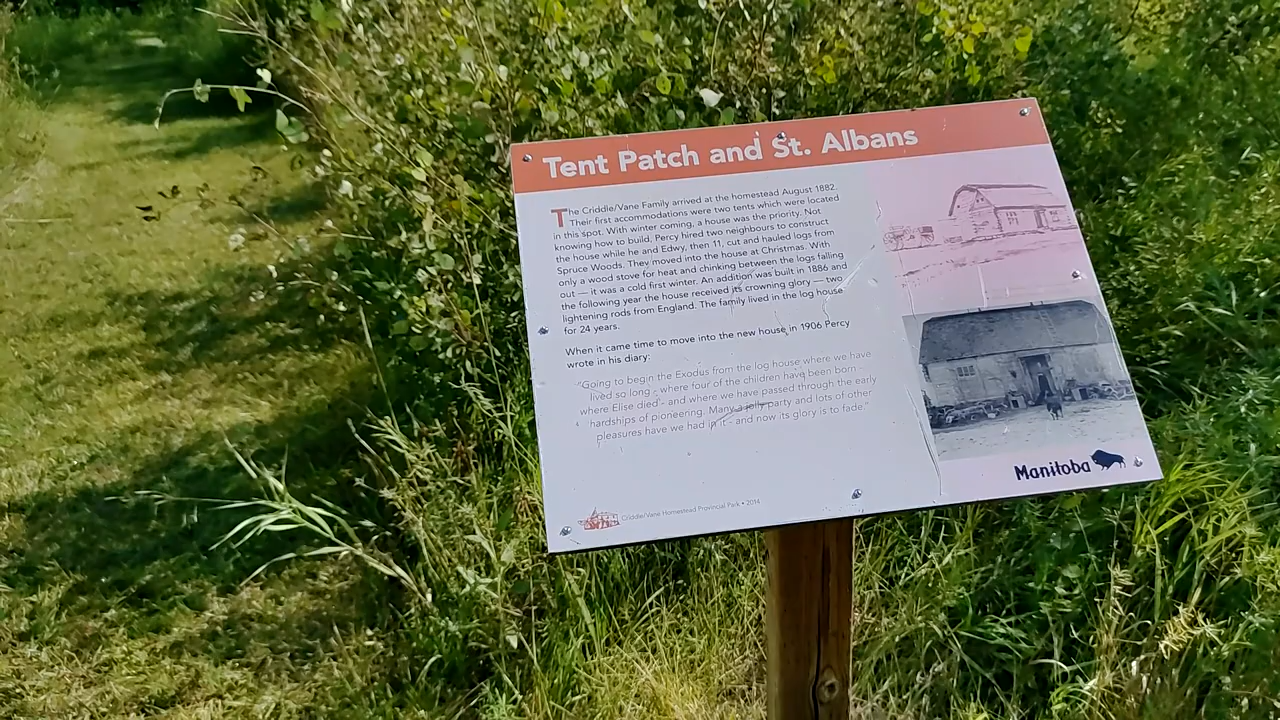 Tent Patch and St. Albans
The Criddle/Vane Family arrived at the homestead August 1882.
Their first accommodations were two tents which were located
in this spot. With winter coming, a house was the priority. Not
knowing how to build, Percy hired two neighbours to construct
the house while he and Edwy, then 11, cut and hauled logs from
Spruce Woods. They moved into the house at Christmas. With
only a wood stove for heat and chinking between the logs falling
out — it was a cold first winter. An addition was built in 1886 and
the following year the house received its crowning glory — two
lightening rods from England. The family lived in the log house
for 24 years.
When it came time to move into the new house in 1906 Percy
wrote in his diary:
"Going to begin the Exodus from the log house where we have
lived so long - where four of the children have been born -
where Elise died - and where we have passed through the early
hardships of pioneering. Many a jolly party and lots of other
pleasures have we had in it - and now its glory is to fade."
Criddle/Vane Homestead Provincial Park • 2014
Manitoba